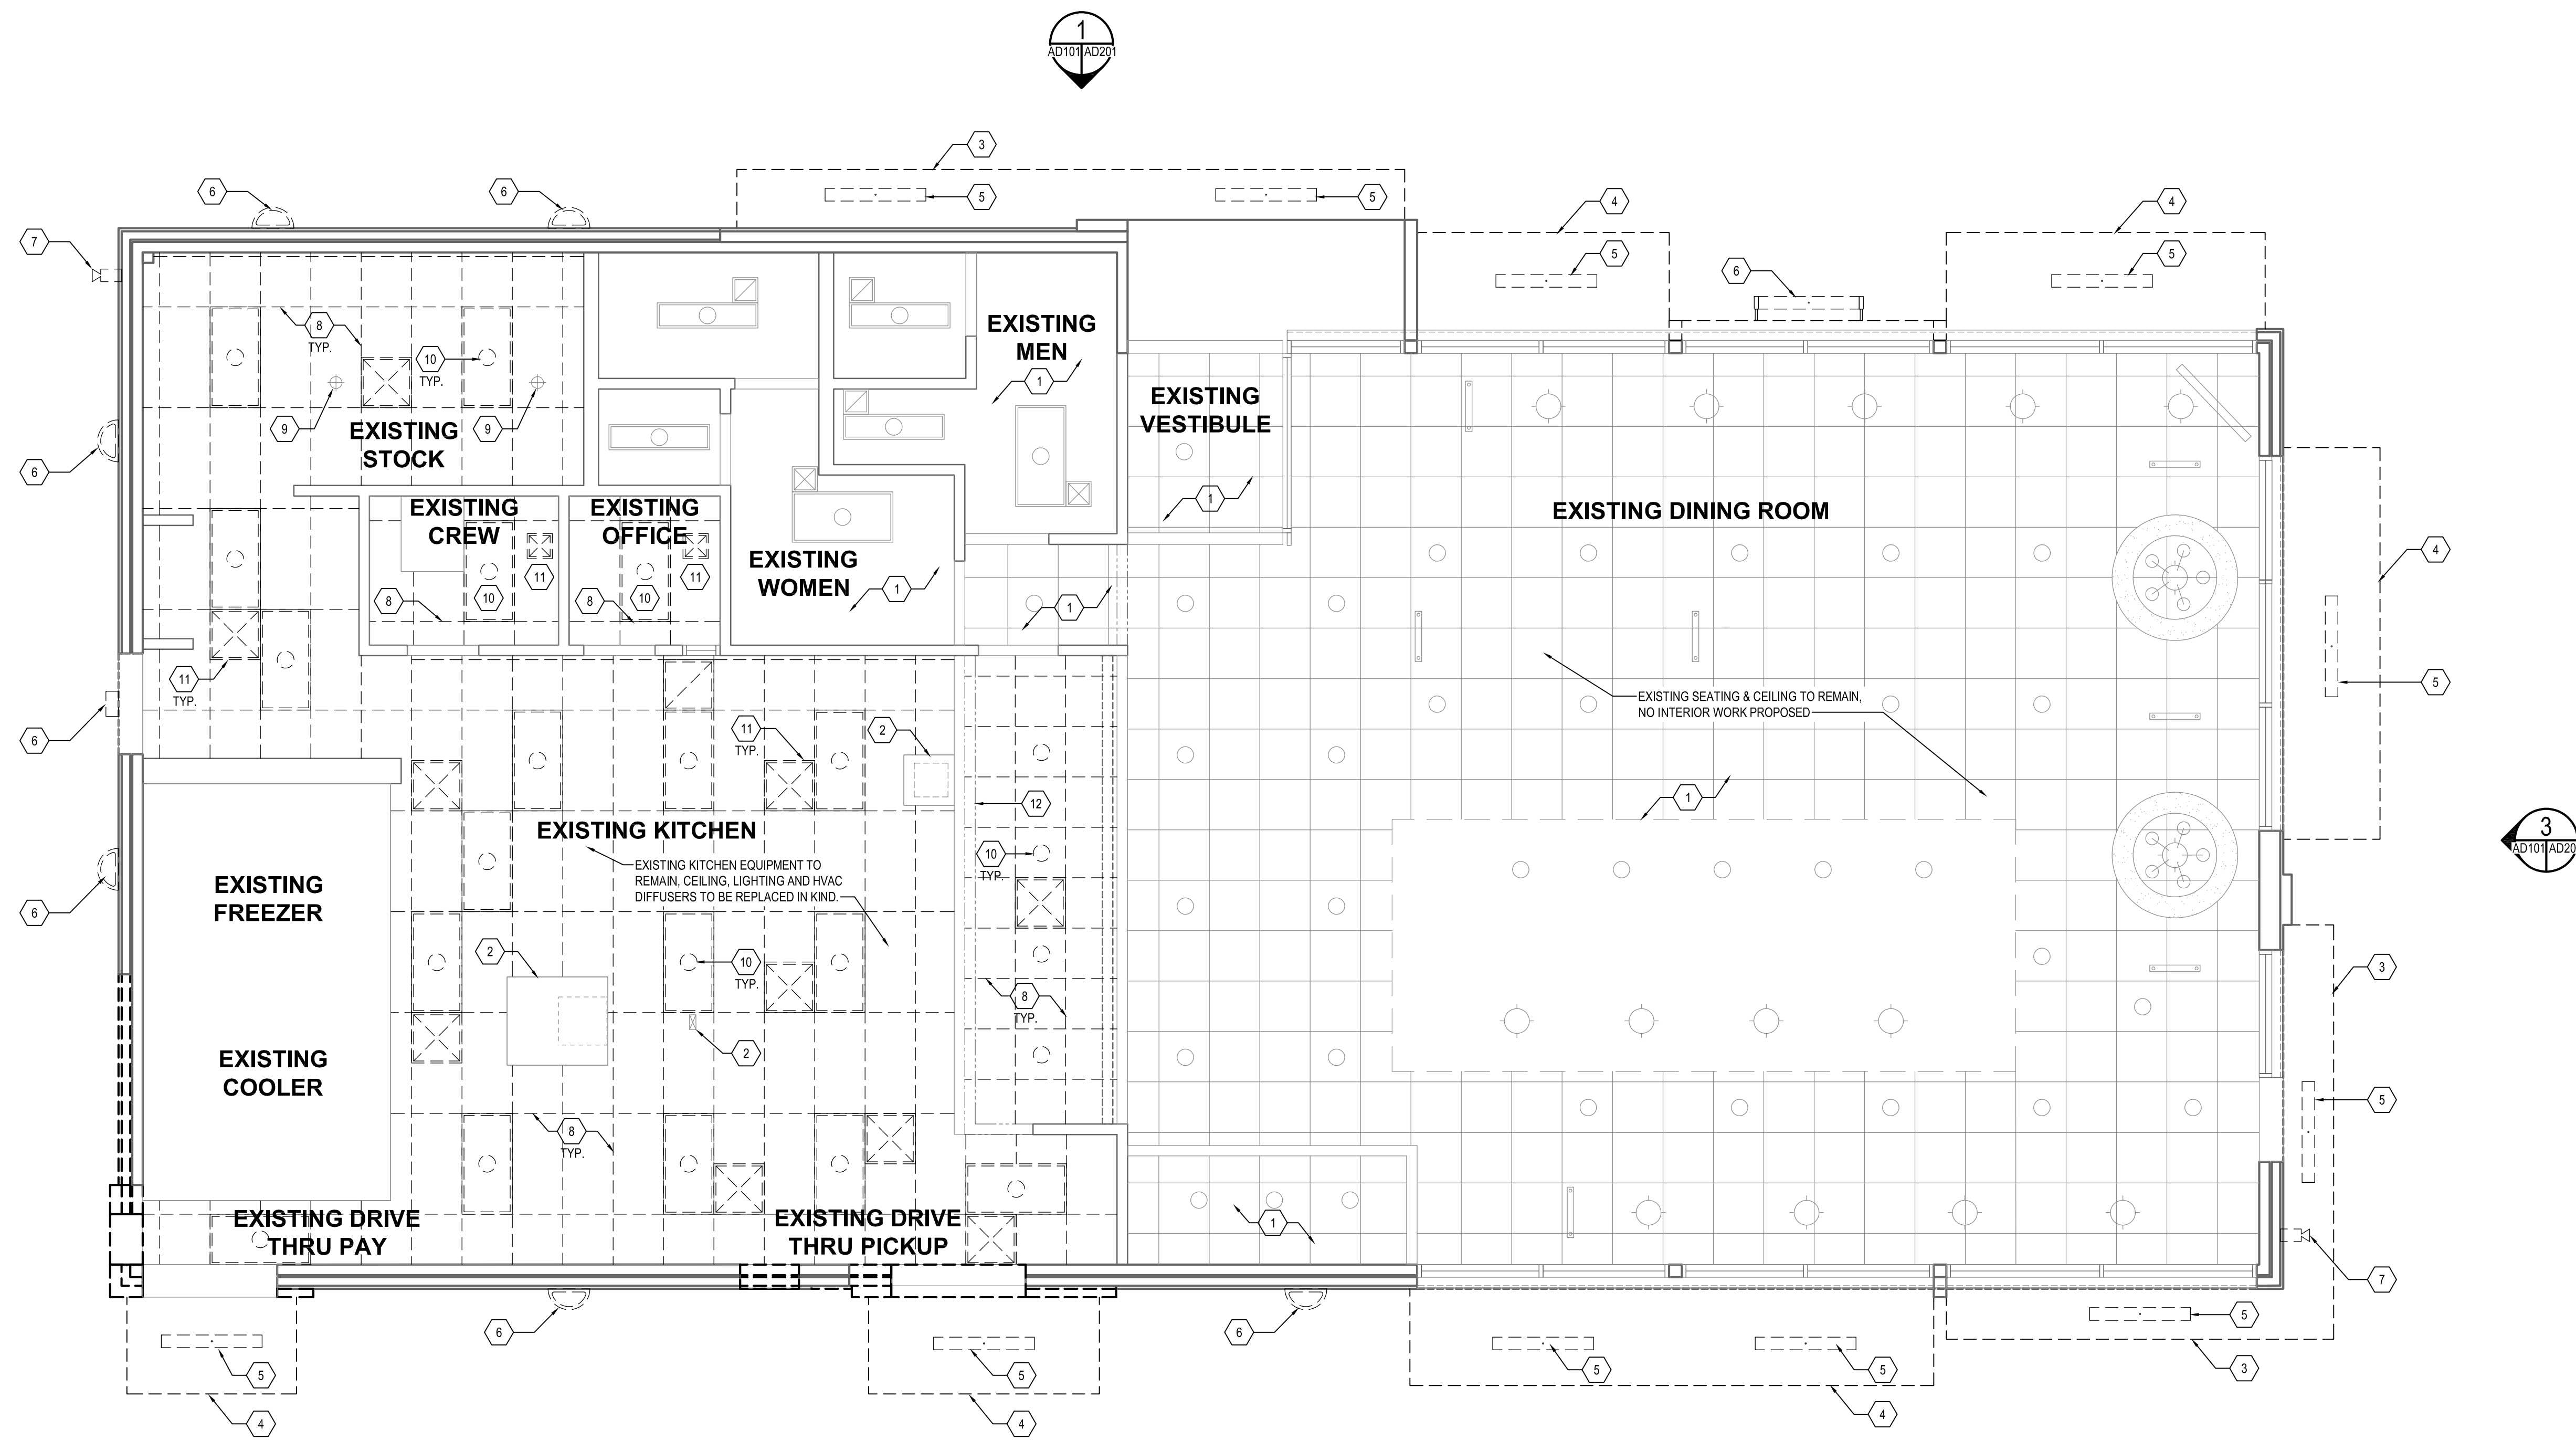 1
AD101 AD201
3
6
6
5
5
4
4
7
5
5
6
8
TYP.
10
TYP.
EXISTING
MEN
1
EXISTING
VESTIBULE
9
9
EXISTING
STOCK
6
1
EXISTING
CREW
EXISTING
OFFICE
EXISTING DINING ROOM
4
EXISTING
WOMEN
11
11
10
10
8
8
1
1
11
TYP.
5
EXISTING SEATING & CEILING TO REMAIN,
NO INTERIOR WORK PROPOSED
6
11
TYP.
2
12
1
EXISTING KITCHEN
EXISTING KITCHEN EQUIPMENT TO
REMAIN, CEILING, LIGHTING AND HVAC
DIFFUSERS TO BE REPLACED IN KIND.
10
TYP.
3
AD101 AD20
EXISTING
FREEZER
6
2
10
TYP.
3
8
TYP.
2
EXISTING
COOLER
5
8
TYP.
EXISTING DRIVE
THRU PAY
EXISTING DRIVE
THRU PICKUP
1
7
6
6
5
5
5
5
5
3
4
4
4